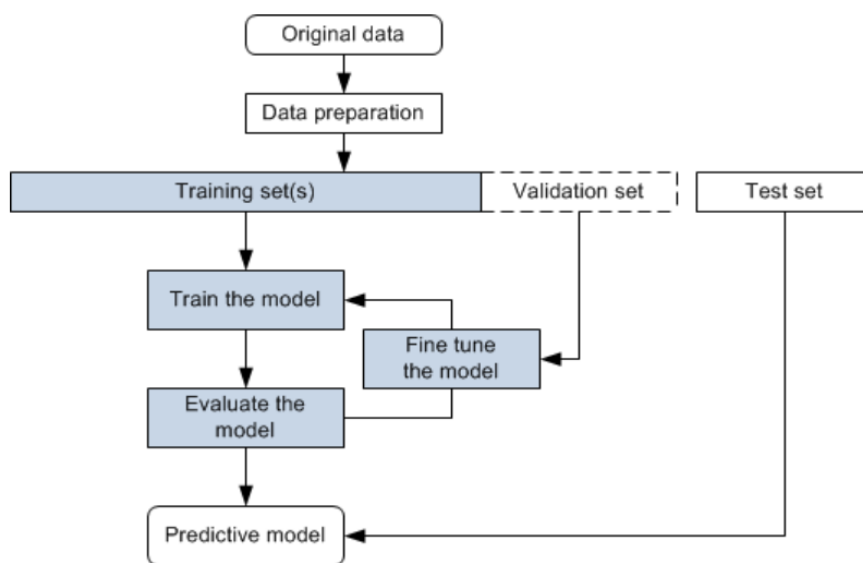 Original data
Data preparation
Training set(s)
Validation set
Test set
Train the model
Fine tune
the model
Evaluate the
model
Predictive model